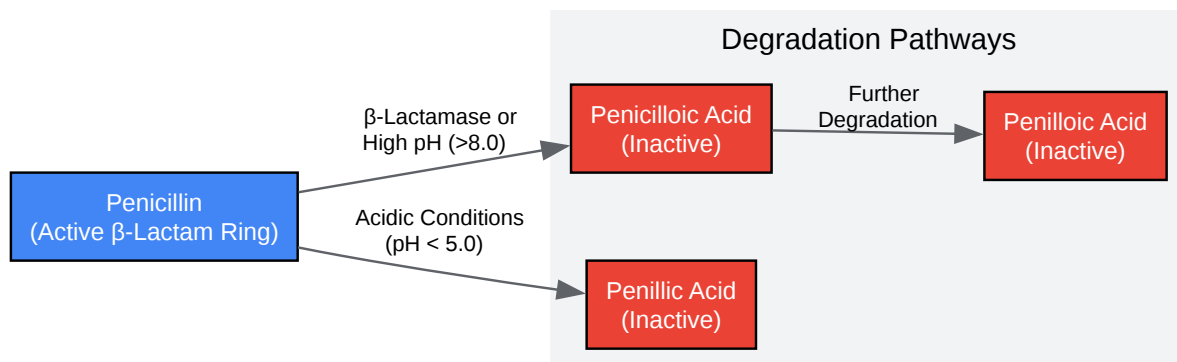 Degradation Pathways
β-Lactamase or
High pH (>8.0)
Penicilloic Acid
(Inactive)
Further
Degradation
Penilloic Acid
(Inactive)
Penicillin
(Active β-Lactam Ring)
Acidic Conditions
(pH < 5.0)
Penillic Acid
(Inactive)